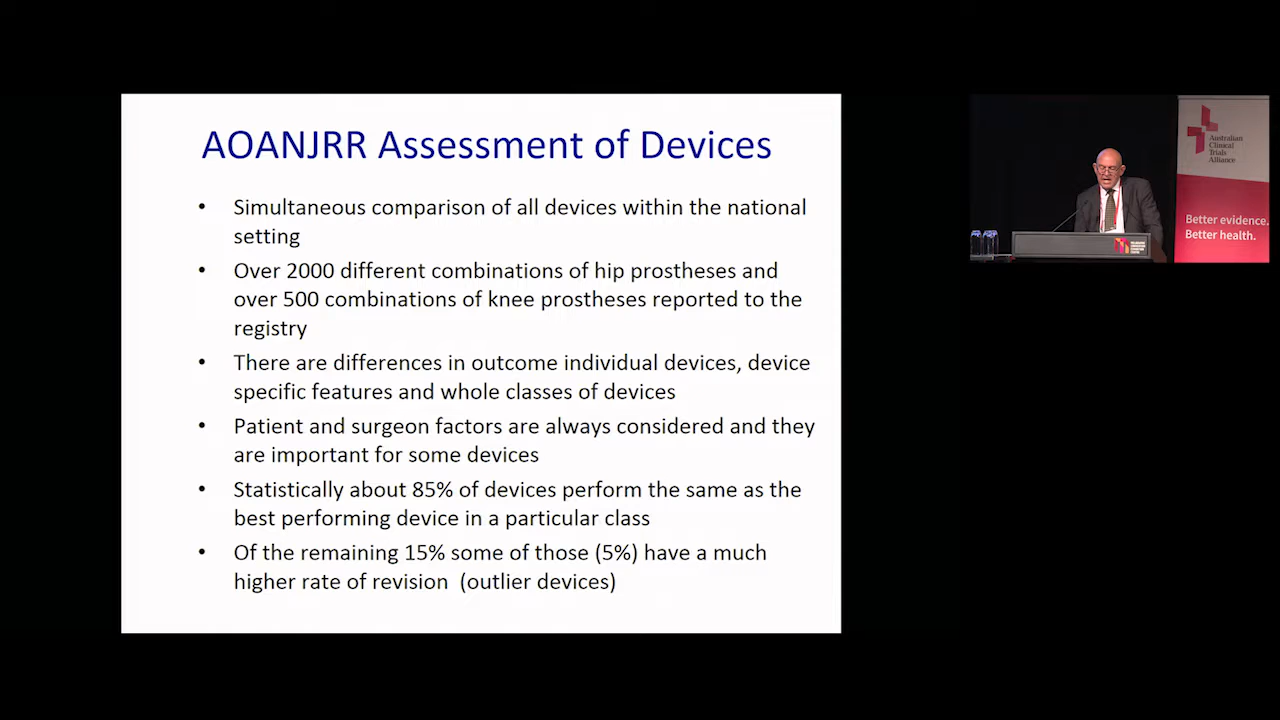 AOANJRR Assessment of Devices
• Simultaneous comparison of all devices within the national
setting
• Over 2000 different combinations of hip prostheses and
over 500 combinations of knee prostheses reported to the
registry
• There are differences in outcome individual devices, device
specific features and whole classes of devices
• Patient and surgeon factors are always considered and they
are important for some devices
• Statistically about 85% of devices perform the same as the
best performing device in a particular class
• Of the remaining 15% some of those (5%) have a much
higher rate of revision (outlier devices)
Australian
Clinical
Trials
Alliance
Better evidence.
Better health.